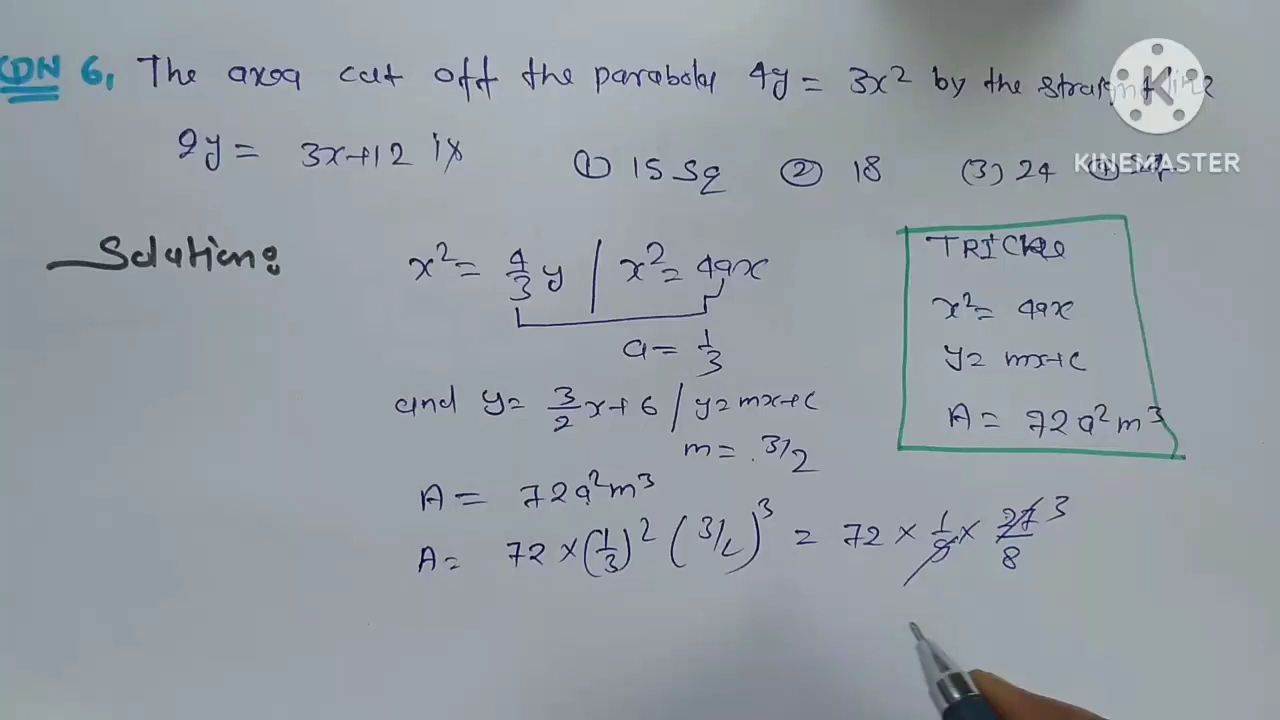 QN 6, The area cut off the parabola 4y = 3x² by the straight line
2y = 3x+12 is ① 15 Sq ② 18 (3) 24
KINEMASTER
Solution:
x² = 4/3 y / x² = 4ax
a = 1/3
and y = 3/2 x + 6 / y = mx+c
m = 3/2
A = 72a²m³
A = 72 × (1/3)² (3/2)³ = 72 × 1/9 × 27/8 3
TRICK
x² = 4ax
y = mx+c
A = 72a²m³